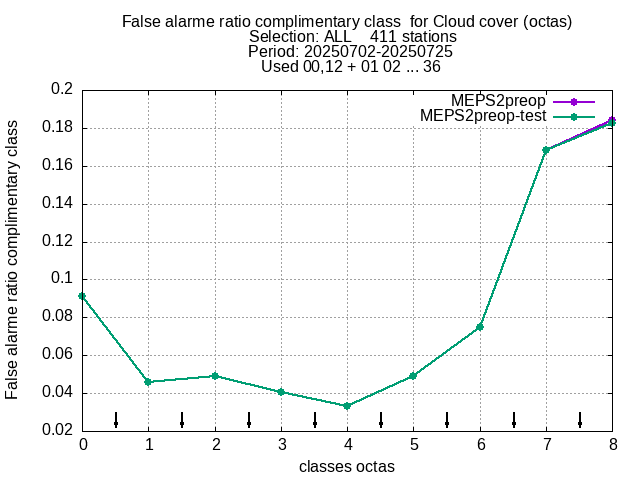 False alarme ratio complimentary class  for Cloud cover (octas)
Selection: ALL    411 stations
Period: 20250702-20250725
Used 00,12 + 01 02 ... 36
MEPS2preop
MEPS2preop-test
False alarme ratio complimentary class
0.2
0.18
0.16
0.14
0.12
0.1
0.08
0.06
0.04
0.02
0 1 2 3 4 5 6 7 8
classes octas